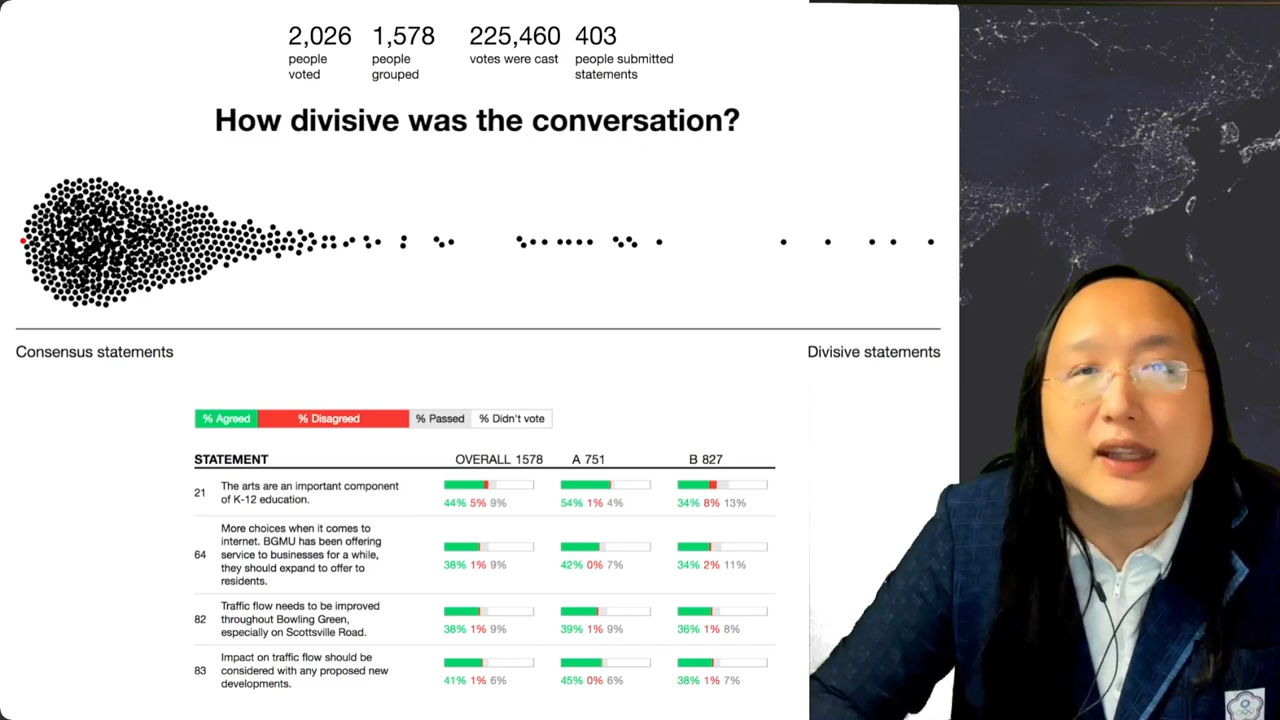 2,026 1,578 225,460 403
people people votes were cast people submitted
voted grouped statements
How divisive was the conversation?
Consensus statements Divisive statements
% Agreed % Disagreed % Passed % Didn't vote
STATEMENT OVERALL 1578 A 751 B 827
21 The arts are an important component
of K-12 education.
44% 5% 9% 54% 1% 4% 34% 8% 13%
64 More choices when it comes to
internet. BGMU has been offering
service to businesses for a while,
they should expand to offer to
residents.
38% 1% 9% 42% 0% 7% 34% 2% 11%
82 Traffic flow needs to be improved
throughout Bowling Green,
especially on Scottsville Road.
38% 1% 9% 39% 1% 9% 36% 1% 8%
83 Impact on traffic flow should be
considered with any proposed new
developments.
41% 1% 6% 45% 0% 6% 38% 1% 7%